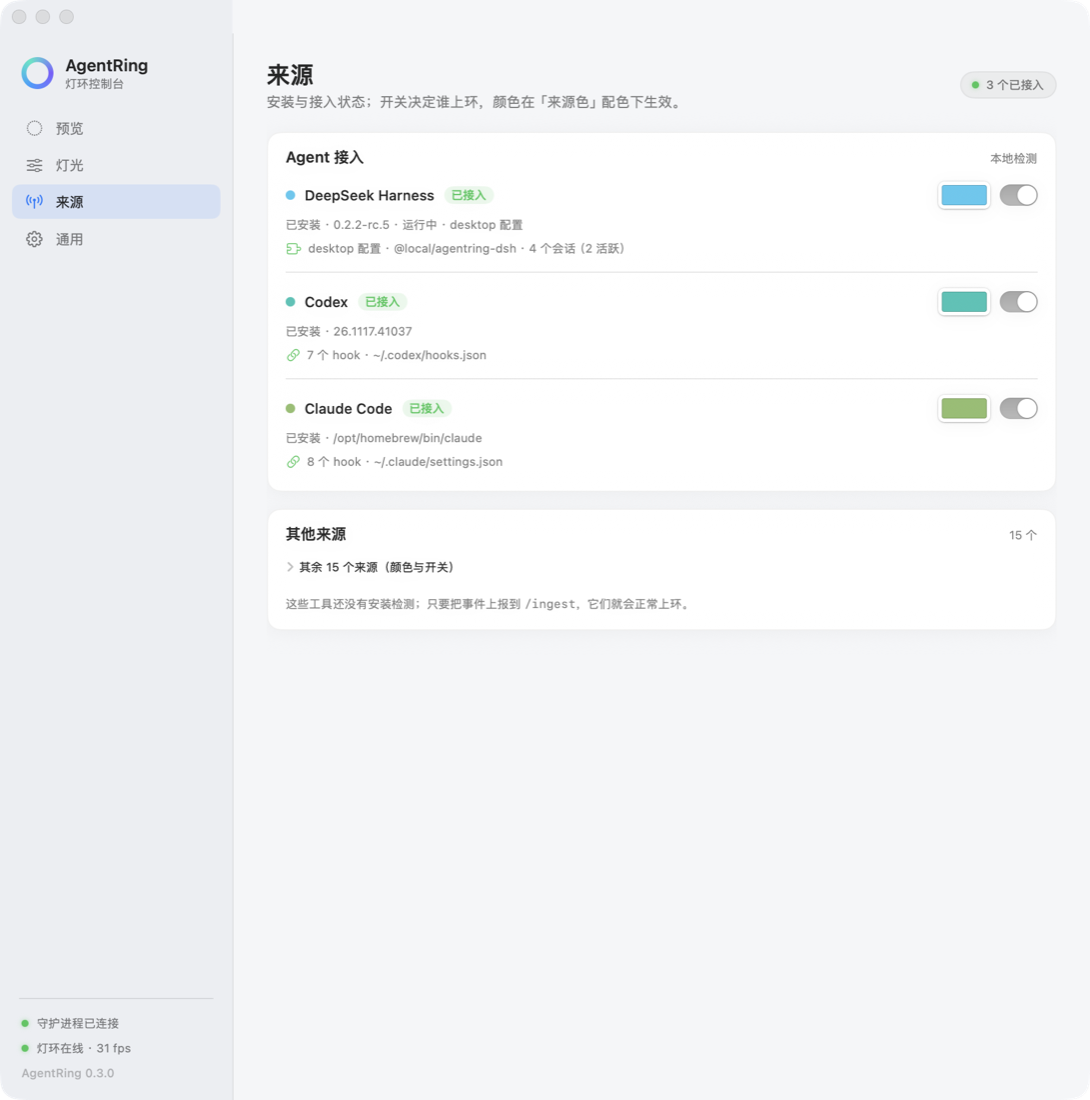 AgentRing
灯环控制台
预览
灯光
来源
通用
守护进程已连接
灯环在线 · 31 fps
AgentRing 0.3.0
来源
安装与接入状态；开关决定谁上环，颜色在「来源色」配色下生效。
3 个已接入
Agent 接入
本地检测
DeepSeek Harness 已接入
已安装 · 0.2.2-rc.5 · 运行中 · desktop 配置
desktop 配置 · @local/agentring-dsh · 4 个会话（2 活跃）
Codex 已接入
已安装 · 26.1117.41037
7 个 hook · ~/.codex/hooks.json
Claude Code 已接入
已安装 · /opt/homebrew/bin/claude
8 个 hook · ~/.claude/settings.json
其他来源
15 个
其余 15 个来源（颜色与开关）
这些工具还没有安装检测；只要把事件上报到 /ingest，它们就会正常上环。